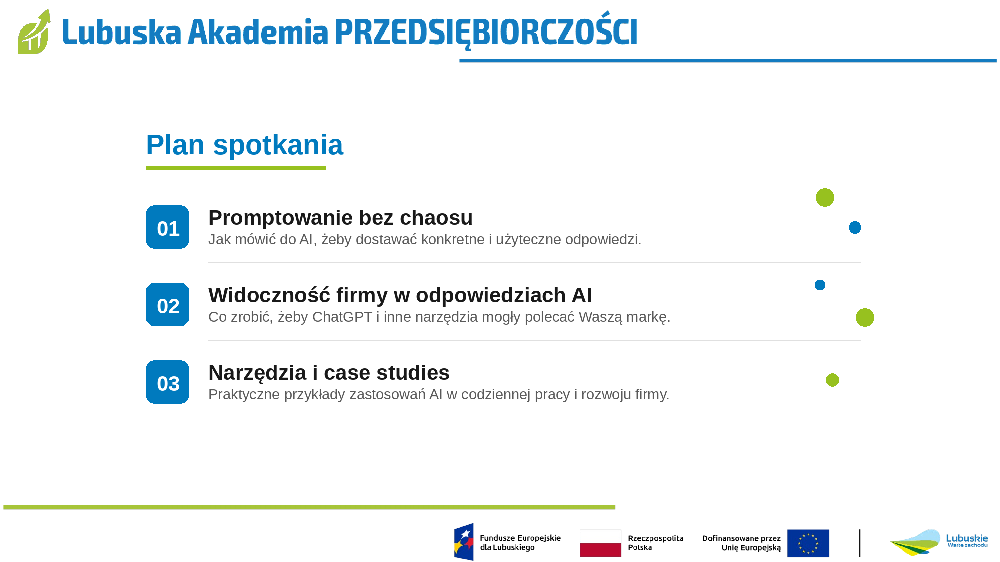 Lubuska Akademia PRZEDSIĘBIORCZOŚCI
Plan spotkania
01
Promptowanie bez chaosu
Jak mówić do AI, żeby dostawać konkretne i użyteczne odpowiedzi.
02
Widoczność firmy w odpowiedziach AI
Co zrobić, żeby ChatGPT i inne narzędzia mogły polecać Waszą markę.
03
Narzędzia i case studies
Praktyczne przykłady zastosowań AI w codziennej pracy i rozwoju firmy.
Fundusze Europejskie
dla Lubuskiego
Rzeczpospolita
Polska
Dofinansowane przez
Unię Europejską
Lubuskie
Warte zachodu